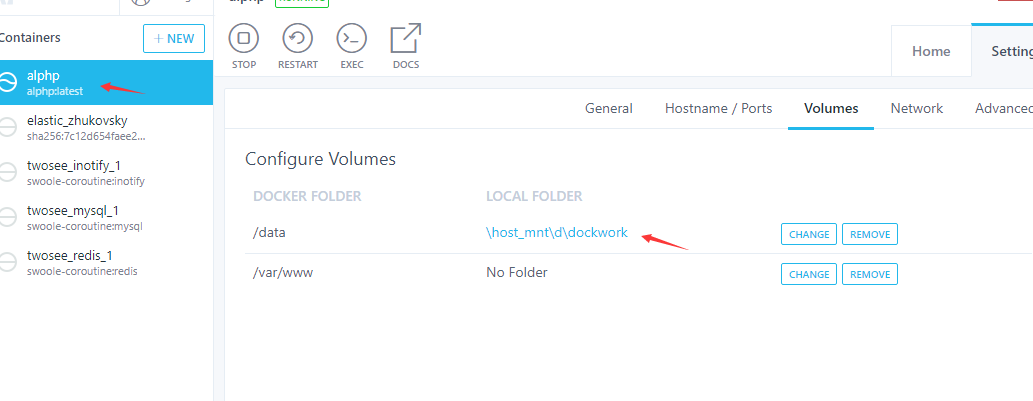 Containers
+ NEW
alphp
alphp:latest
elastic_zhukovsky
sha256:7c12d654faee2...
twosee_inotify_1
swoole-coroutine:inotify
twosee_mysql_1
swoole-coroutine:mysql
twosee_redis_1
swoole-coroutine:redis
STOP
RESTART
EXEC
DOCS
Home
Setting
General
Hostname / Ports
Volumes
Network
Advanced
Configure Volumes
DOCKER FOLDER
LOCAL FOLDER
/data
\host_mnt\d\dockwork
CHANGE
REMOVE
/var/www
No Folder
CHANGE
REMOVE